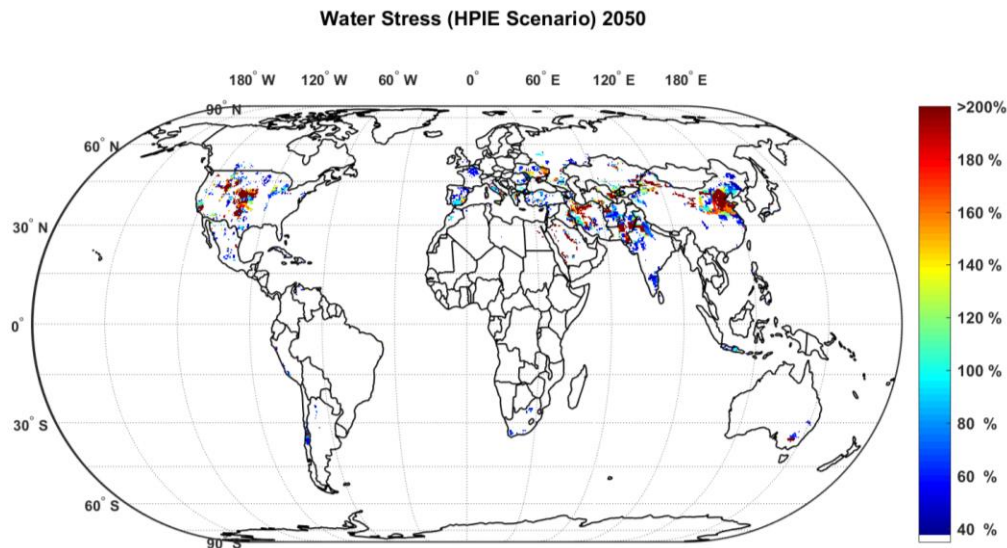 Water Stress (HPIE Scenario) 2050
180° W 120° W 60° W 0° 60° E 120° E 180° E
90° N
60° N
30° N
0°
30° S
60° S
90° S
>200%
180 %
160 %
140 %
120 %
100 %
80 %
60 %
40 %